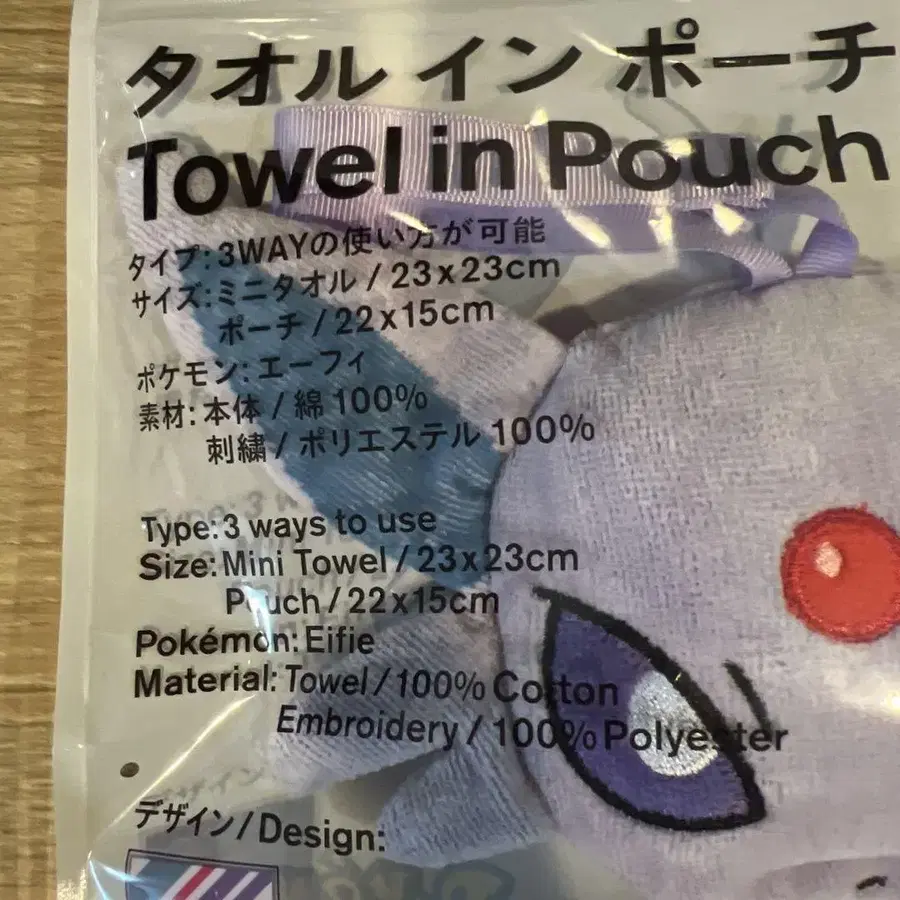 タオル イン ポーチ
Towel in Pouch
タイプ: 3WAYの使い方が可能
サイズ: ミニタオル / 23x23cm
ポーチ / 22x15cm
ポケモン: エーフィ
素材: 本体 / 綿 100%
刺繍 / ポリエステル 100%
Type: 3 ways to use
Size: Mini Towel / 23x23cm
Pouch / 22x15cm
Pokémon: Eifie
Material: Towel / 100% Cotton
Embroidery / 100% Polyester
デザイン / Design: